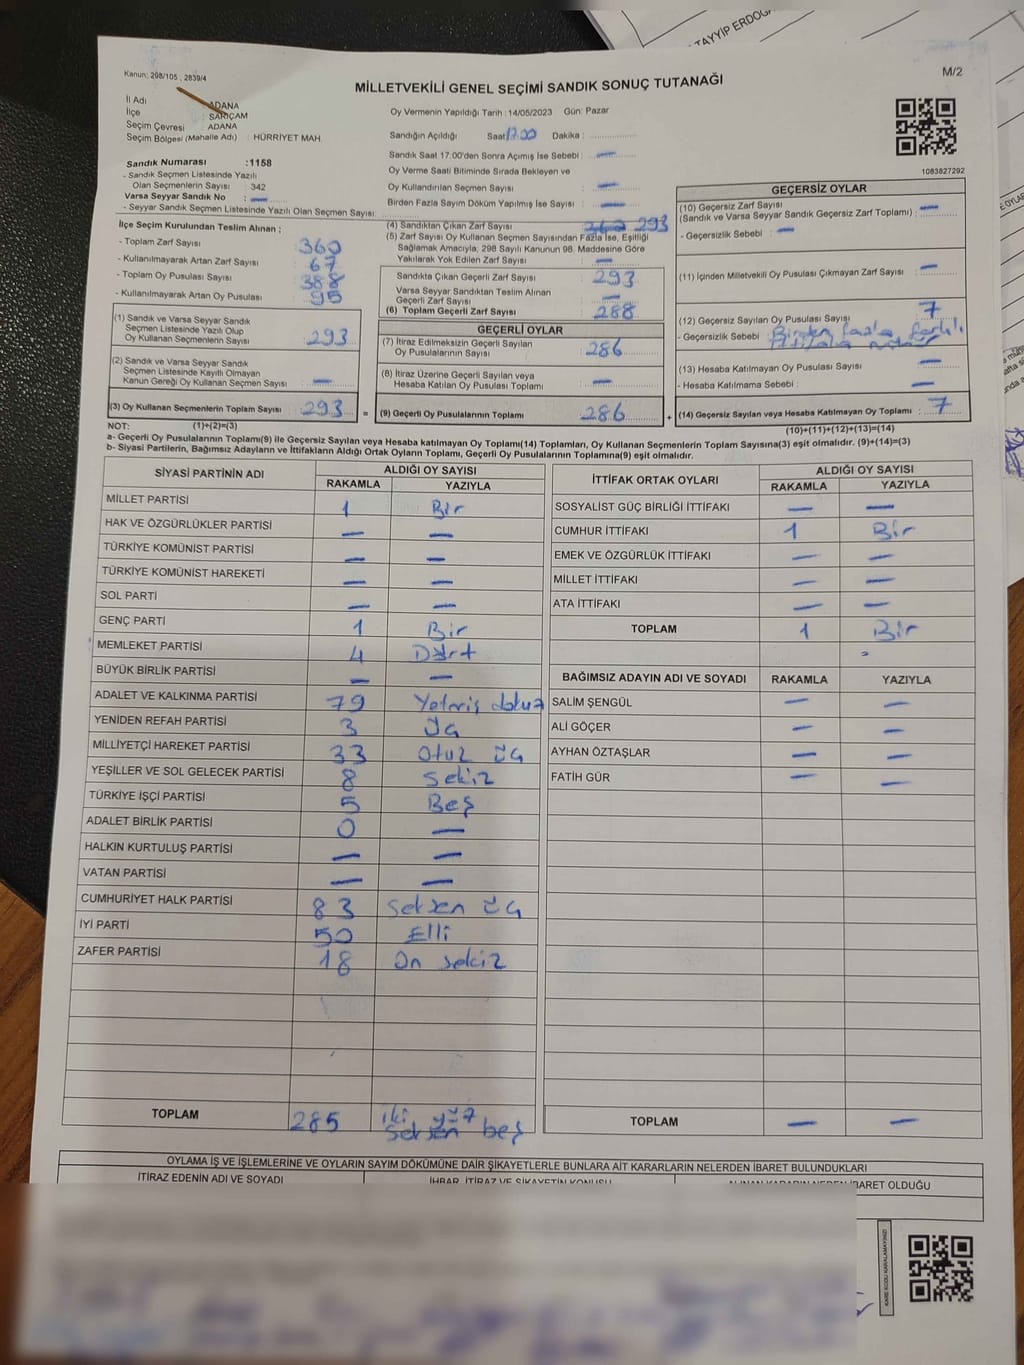 TAYYİP ERDOĞ
Kanun: 298/105 , 2839/4
MİLLETVEKİLİ GENEL SEÇİMİ SANDIK SONUÇ TUTANAĞI
M/2
İl Adı : ADANA
İlçe : SARIÇAM
Seçim Çevresi : ADANA
Seçim Bölgesi (Mahalle Adı) : HÜRRİYET MAH.
Sandık Numarası :1158
- Sandık Seçmen Listesinde Yazılı
Olan Seçmenlerin Sayısı : 342
Varsa Seyyar Sandık No : —
- Seyyar Sandık Seçmen Listesinde Yazılı Olan Seçmen Sayısı:
Oy Vermenin Yapıldığı Tarih : 14/05/2023 Gün: Pazar
Sandığın Açıldığı Saat 17.00 Dakika :
Sandık Saat 17:00'den Sonra Açımış İse Sebebi : —
Oy Verme Saati Bitiminde Sırada Bekleyen ve
Oy Kullandırılan Seçmen Sayısı : —
Birden Fazla Sayım Döküm Yapılmış İse Sayısı : —
1083827292
İlçe Seçim Kurulundan Teslim Alınan ;
- Toplam Zarf Sayısı : 360
- Kullanılmayarak Artan Zarf Sayısı : 67
- Toplam Oy Pusulası Sayısı : 388
- Kullanılmayarak Artan Oy Pusulası : 95
(1) Sandık ve Varsa Seyyar Sandık
Seçmen Listesinde Yazılı Olup
Oy Kullanan Seçmenlerin Sayısı : 293
(2) Sandık ve Varsa Seyyar Sandık
Seçmen Listesinde Kayıtlı Olmayan
Kanun Gereği Oy Kullanan Seçmen Sayısı : —
(3) Oy Kullanan Seçmenlerin Toplam Sayısı : 293 =
(4) Sandıktan Çıkan Zarf Sayısı : 293
(5) Zarf Sayısı Oy Kullanan Seçmen Sayısından Fazla İse, Eşitliği
Sağlamak Amacıyla, 298 Sayılı Kanunun 98. Maddesine Göre
Yakılarak Yok Edilen Zarf Sayısı : —
Sandıkta Çıkan Geçerli Zarf Sayısı : 293
Varsa Seyyar Sandıktan Teslim Alınan
Geçerli Zarf Sayısı : —
(6) Toplam Geçerli Zarf Sayısı : 288
GEÇERLİ OYLAR
(7) İtiraz Edilmeksizin Geçerli Sayılan
Oy Pusulalarının Sayısı : 286
(8) İtiraz Üzerine Geçerli Sayılan veya
Hesaba Katılan Oy Pusulası Toplamı : —
(9) Geçerli Oy Pusulalarının Toplamı : 286 +
GEÇERSİZ OYLAR
(10) Geçersiz Zarf Sayısı
(Sandık ve Varsa Seyyar Sandık Geçersiz Zarf Toplamı) : —
- Geçersizlik Sebebi : —
(11) İçinden Milletvekili Oy Pusulası Çıkmayan Zarf Sayısı : —
(12) Geçersiz Sayılan Oy Pusulası Sayısı : 7
- Geçersizlik Sebebi : Birden fazla farklı
(13) Hesaba Katılmayan Oy Pusulası Sayısı : —
- Hesaba Katılmama Sebebi : —
(14) Geçersiz Sayılan veya Hesaba Katılmayan Oy Toplamı : 7
NOT: (1)+(2)=(3)
(10)+(11)+(12)+(13)=(14)
a- Geçerli Oy Pusulalarının Toplamı(9) ile Geçersiz Sayılan veya Hesaba katılmayan Oy Toplamı(14) Toplamları, Oy Kullanan Seçmenlerin Toplam Sayısına(3) eşit olmalıdır. (9)+(14)=(3)
b- Siyasi Partilerin, Bağımsız Adayların ve İttifakların Aldığı Ortak Oyların Toplamı, Geçerli Oy Pusulalarının Toplamına(9) eşit olmalıdır.
SİYASİ PARTİNİN ADI ALDIĞI OY SAYISI
RAKAMLA YAZIYLA
MİLLET PARTİSİ 1 Bir
HAK VE ÖZGÜRLÜKLER PARTİSİ — —
TÜRKİYE KOMÜNİST PARTİSİ — —
TÜRKİYE KOMÜNİST HAREKETİ — —
SOL PARTİ — —
GENÇ PARTİ 1 Bir
MEMLEKET PARTİSİ 4 Dört
BÜYÜK BİRLİK PARTİSİ — —
ADALET VE KALKINMA PARTİSİ 79 Yetmiş dokuz
YENİDEN REFAH PARTİSİ 3 Üç
MİLLİYETÇİ HAREKET PARTİSİ 33 Otuz üç
YEŞİLLER VE SOL GELECEK PARTİSİ 8 Sekiz
TÜRKİYE İŞÇİ PARTİSİ 5 Beş
ADALET BİRLİK PARTİSİ 0 —
HALKIN KURTULUŞ PARTİSİ — —
VATAN PARTİSİ — —
CUMHURİYET HALK PARTİSİ 83 Seksen üç
İYİ PARTİ 50 Elli
ZAFER PARTİSİ 18 On sekiz
TOPLAM 285 iki yüz
seksen beş
İTTİFAK ORTAK OYLARI ALDIĞI OY SAYISI
RAKAMLA YAZIYLA
SOSYALİST GÜÇ BİRLİĞİ İTTİFAKI — —
CUMHUR İTTİFAKI 1 Bir
EMEK VE ÖZGÜRLÜK İTTİFAKI — —
MİLLET İTTİFAKI — —
ATA İTTİFAKI — —
TOPLAM 1 Bir
BAĞIMSIZ ADAYIN ADI VE SOYADI RAKAMLA YAZIYLA
SALİM ŞENGÜL — —
ALİ GÖÇER — —
AYHAN ÖZTAŞLAR — —
FATİH GÜR — —
TOPLAM — —
OYLAMA İŞ VE İŞLEMLERİNE VE OYLARIN SAYIM DÖKÜMÜNE DAİR ŞİKAYETLERLE BUNLARA AİT KARARLARIN NELERDEN İBARET BULUNDUKLARI
İTİRAZ EDENİN ADI VE SOYADI İHBAR, İTİRAZ VE ŞİKAYETİN KONUSU ALINAN KARARIN NEDEN İBARET OLDUĞU
KARE KODU KARALAMAYINIZ!